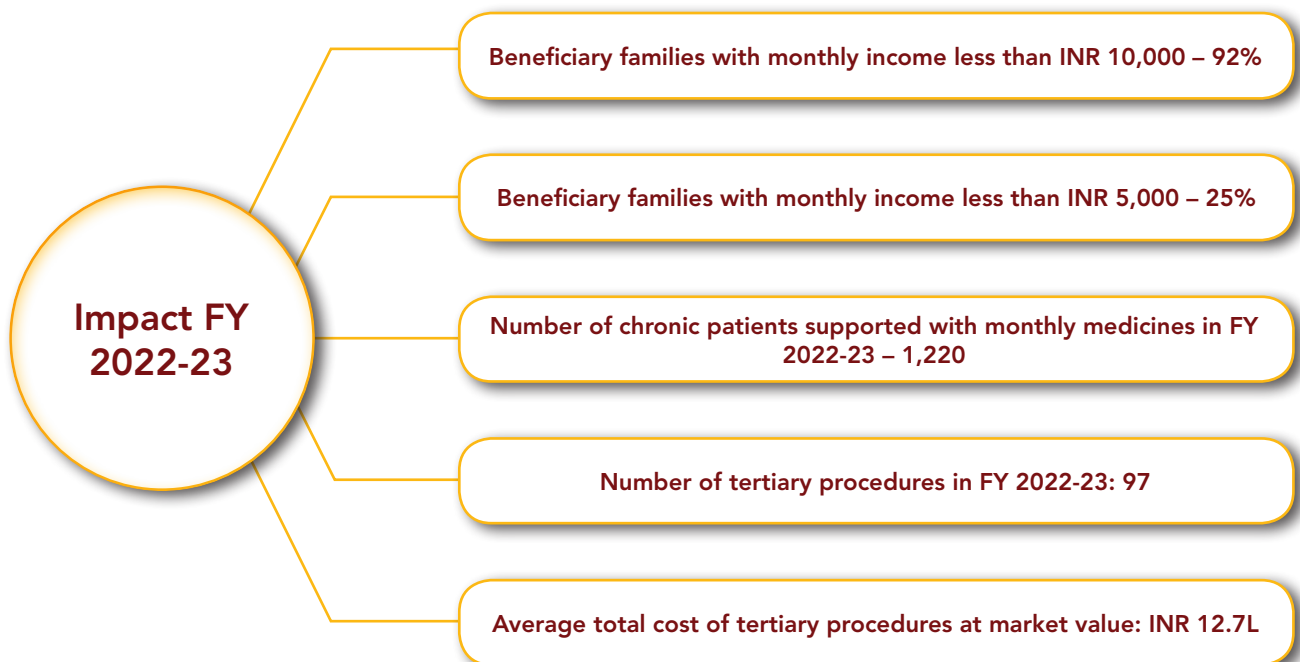 Beneficiary families with monthly income less than INR 10,000 – 92%
Beneficiary families with monthly income less than INR 5,000 – 25%
Impact FY
2022-23
Number of chronic patients supported with monthly medicines in FY
2022-23 – 1,220
Number of tertiary procedures in FY 2022-23: 97
Average total cost of tertiary procedures at market value: INR 12.7L